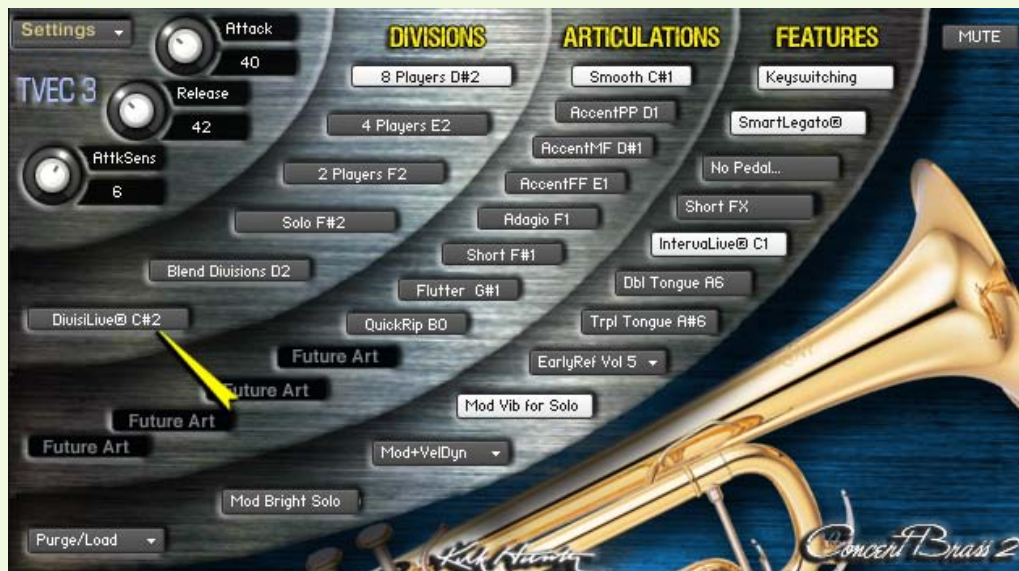 Settings
Attack
40
TVEC 3
Release
42
AttkSens
6
DIVISIONS
8 Players D#2
4 Players E2
2 Players F2
Solo F#2
Blend Divisions D2
DivisiLive® C#2
ARTICULATIONS
Smooth C#1
AccentPP D1
AccentMF D#1
AccentFF E1
Adagio F1
Short F#1
Flutter G#1
QuickRip B0
Future Art
Future Art
Future Art
Future Art
FEATURES
Keyswitching
SmartLegato®
No Pedal...
Short FX
IntervaLive® C1
Dbl Tongue A6
Trpl Tongue A#6
EarlyRef Vol 5
Mod Vib for Solo
Mod+VelDyn
Mod Bright Solo
MUTE
Purge/Load
Kirk Hunter
Concert Brass 2